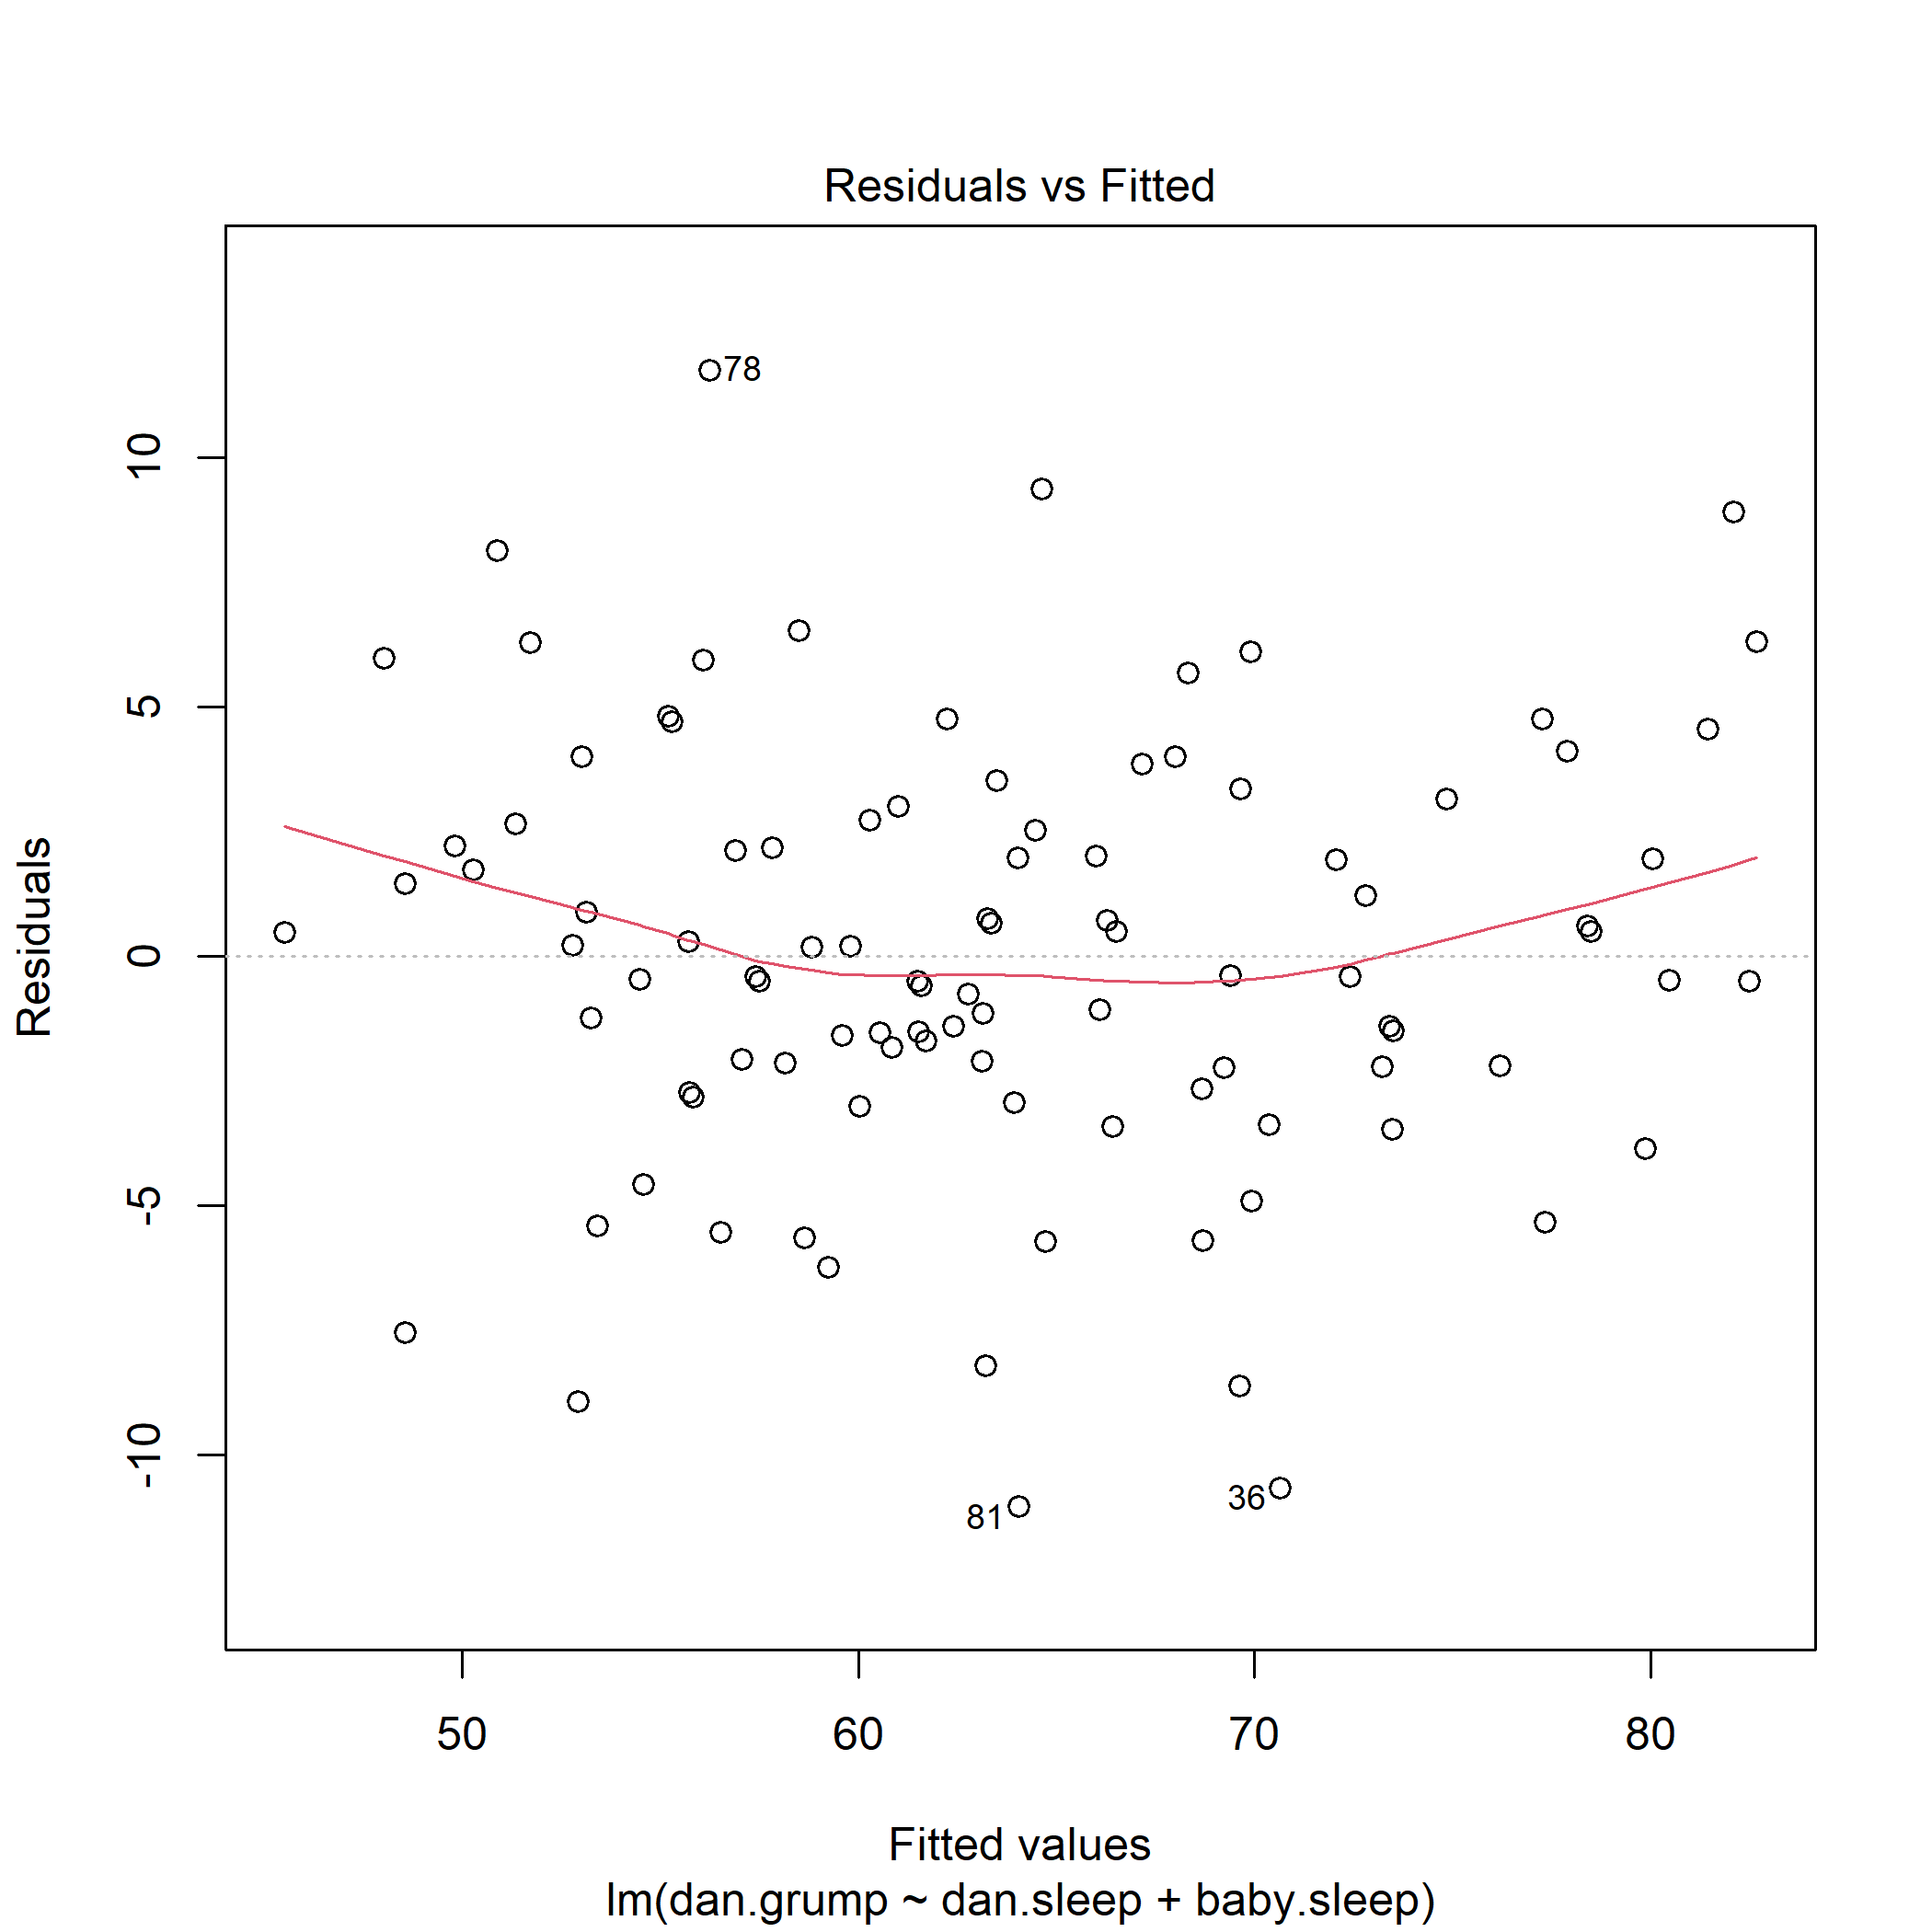 Residuals vs Fitted
78
10
5
0
-5
-10
Residuals
81
36
50 60 70 80
Fitted values
lm(dan.grump ~ dan.sleep + baby.sleep)